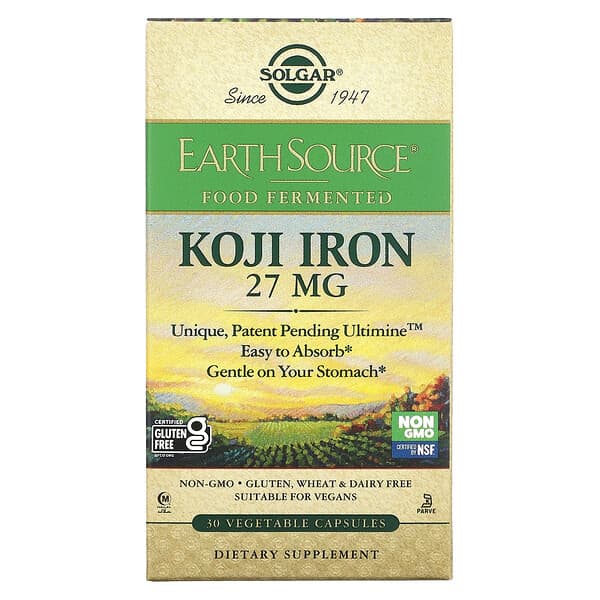 SOLGAR®
Since 1947
EARTHSOURCE®
FOOD FERMENTED
KOJI IRON
27 MG
Unique, Patent Pending Ultimine™
Easy to Absorb*
Gentle on Your Stomach*
CERTIFIED
GLUTEN
FREE
GFCO.ORG
NON
GMO
CERTIFIED
BY NSF
NON-GMO • GLUTEN, WHEAT & DAIRY FREE
SUITABLE FOR VEGANS
M
K
PARVE
30 VEGETABLE CAPSULES
DIETARY SUPPLEMENT